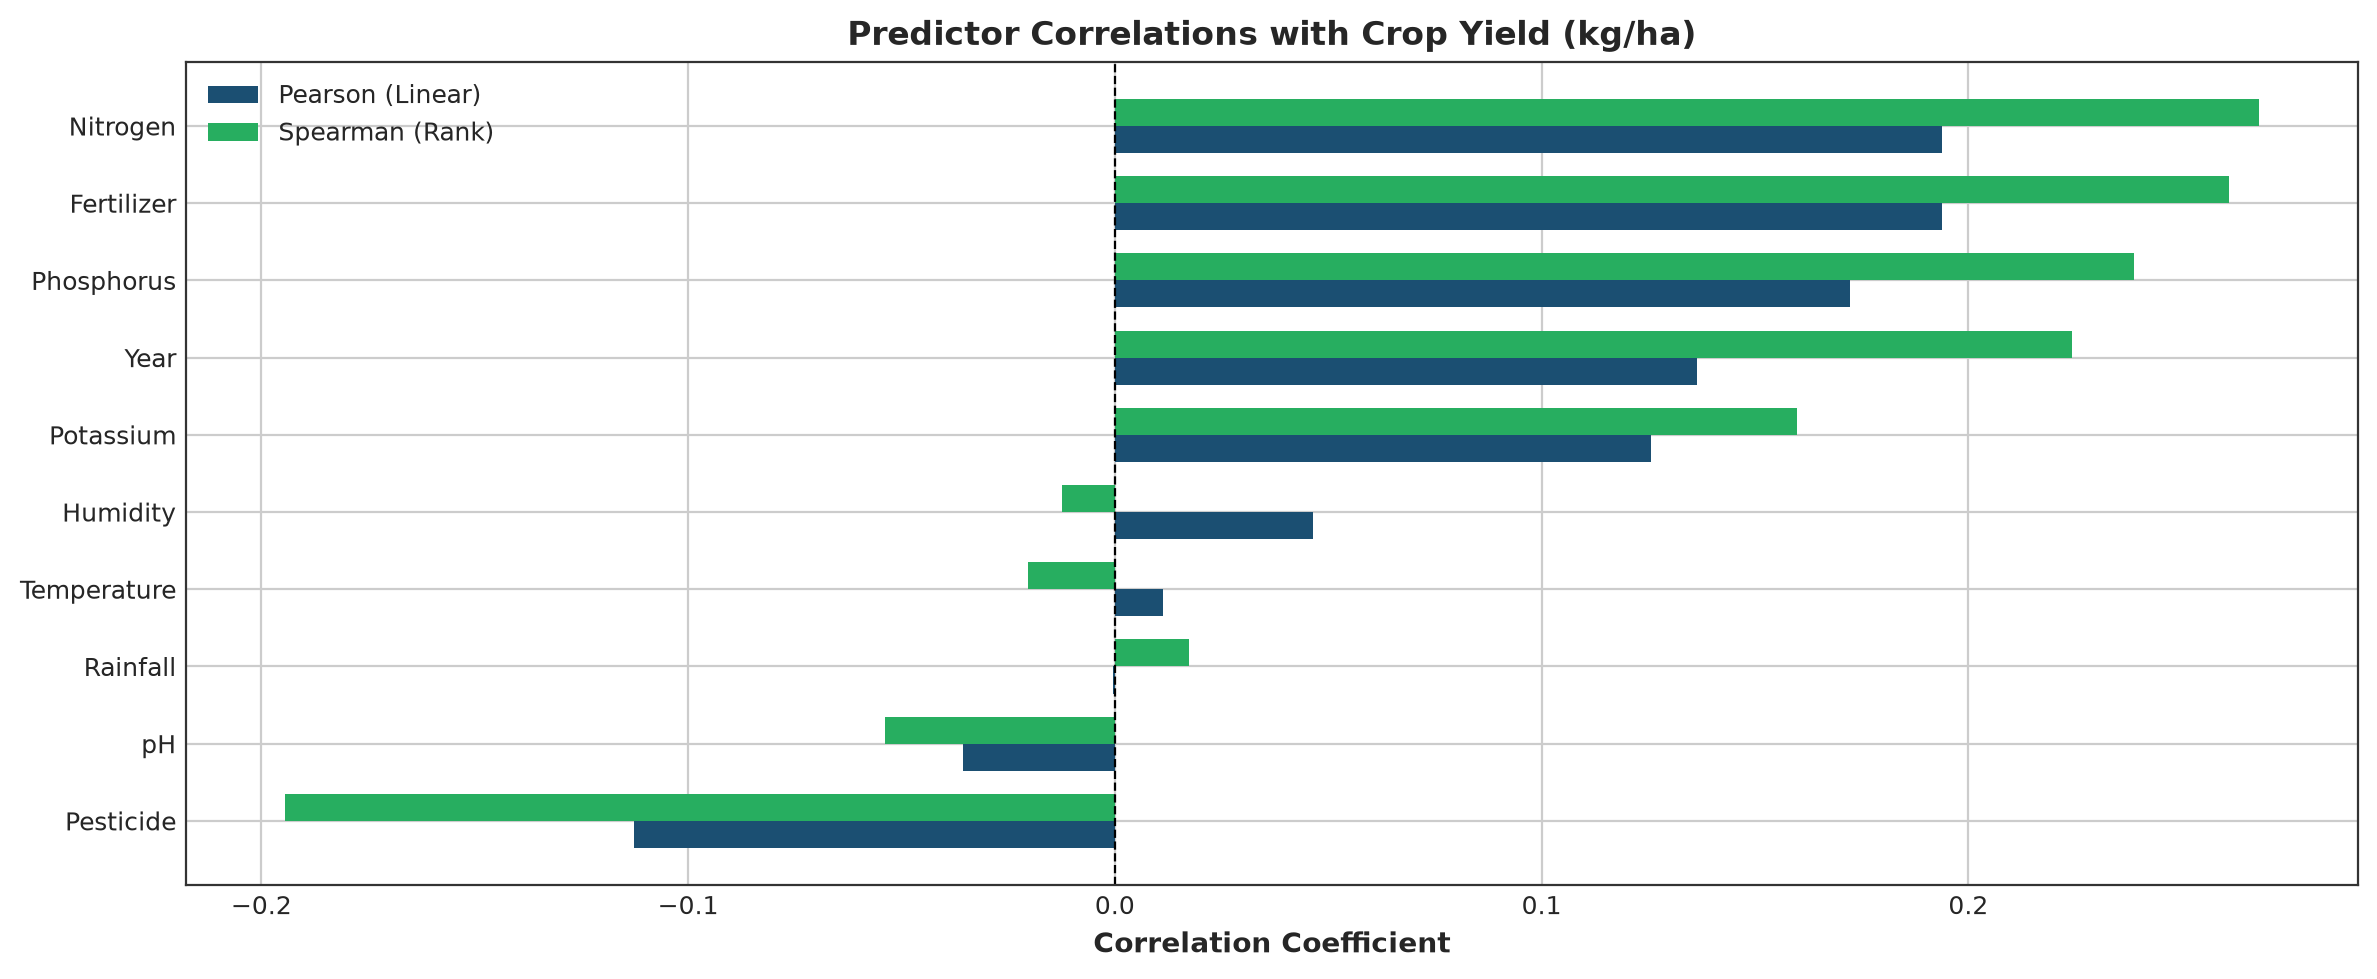 Predictor Correlations with Crop Yield (kg/ha)
Pearson (Linear)
Spearman (Rank)
Nitrogen
Fertilizer
Phosphorus
Year
Potassium
Humidity
Temperature
Rainfall
pH
Pesticide
−0.2 −0.1 0.0 0.1 0.2
Correlation Coefficient